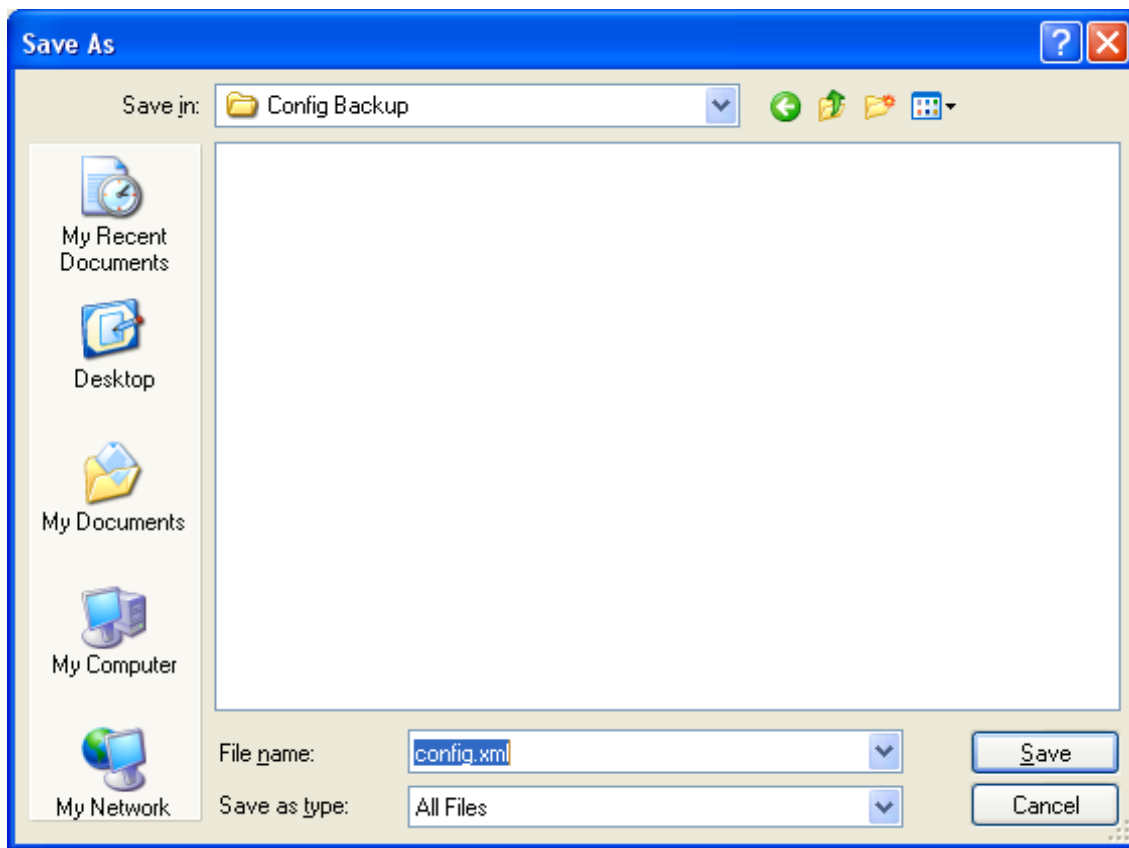 Save As
Save in:
Config Backup
My Recent
Documents
Desktop
My Documents
My Computer
My Network
File name:
config.xml
Save
Save as type:
All Files
Cancel